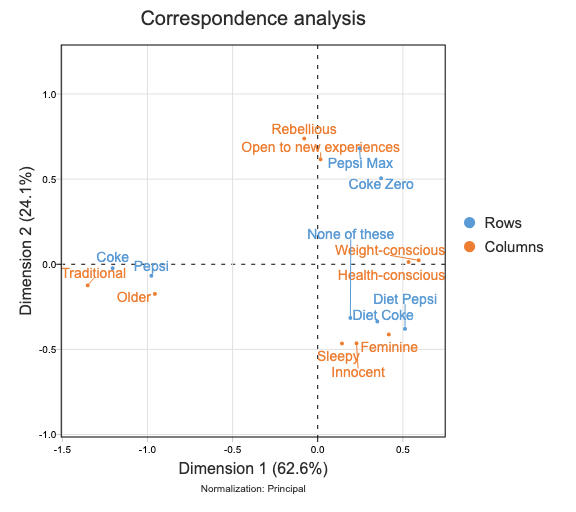 Correspondence analysis
Dimension 2 (24.1%)
1.0
0.5
0.0
-0.5
-1.0
Rebellious
Open to new experiences
Pepsi Max
Coke Zero
None of these
Weight-conscious
Coke
Pepsi
Traditional
Health-conscious
Older
Diet Pepsi
Diet Coke
Feminine
Sleepy
Innocent
Rows
Columns
-1.5 -1.0 -0.5 0.0 0.5
Dimension 1 (62.6%)
Normalization: Principal